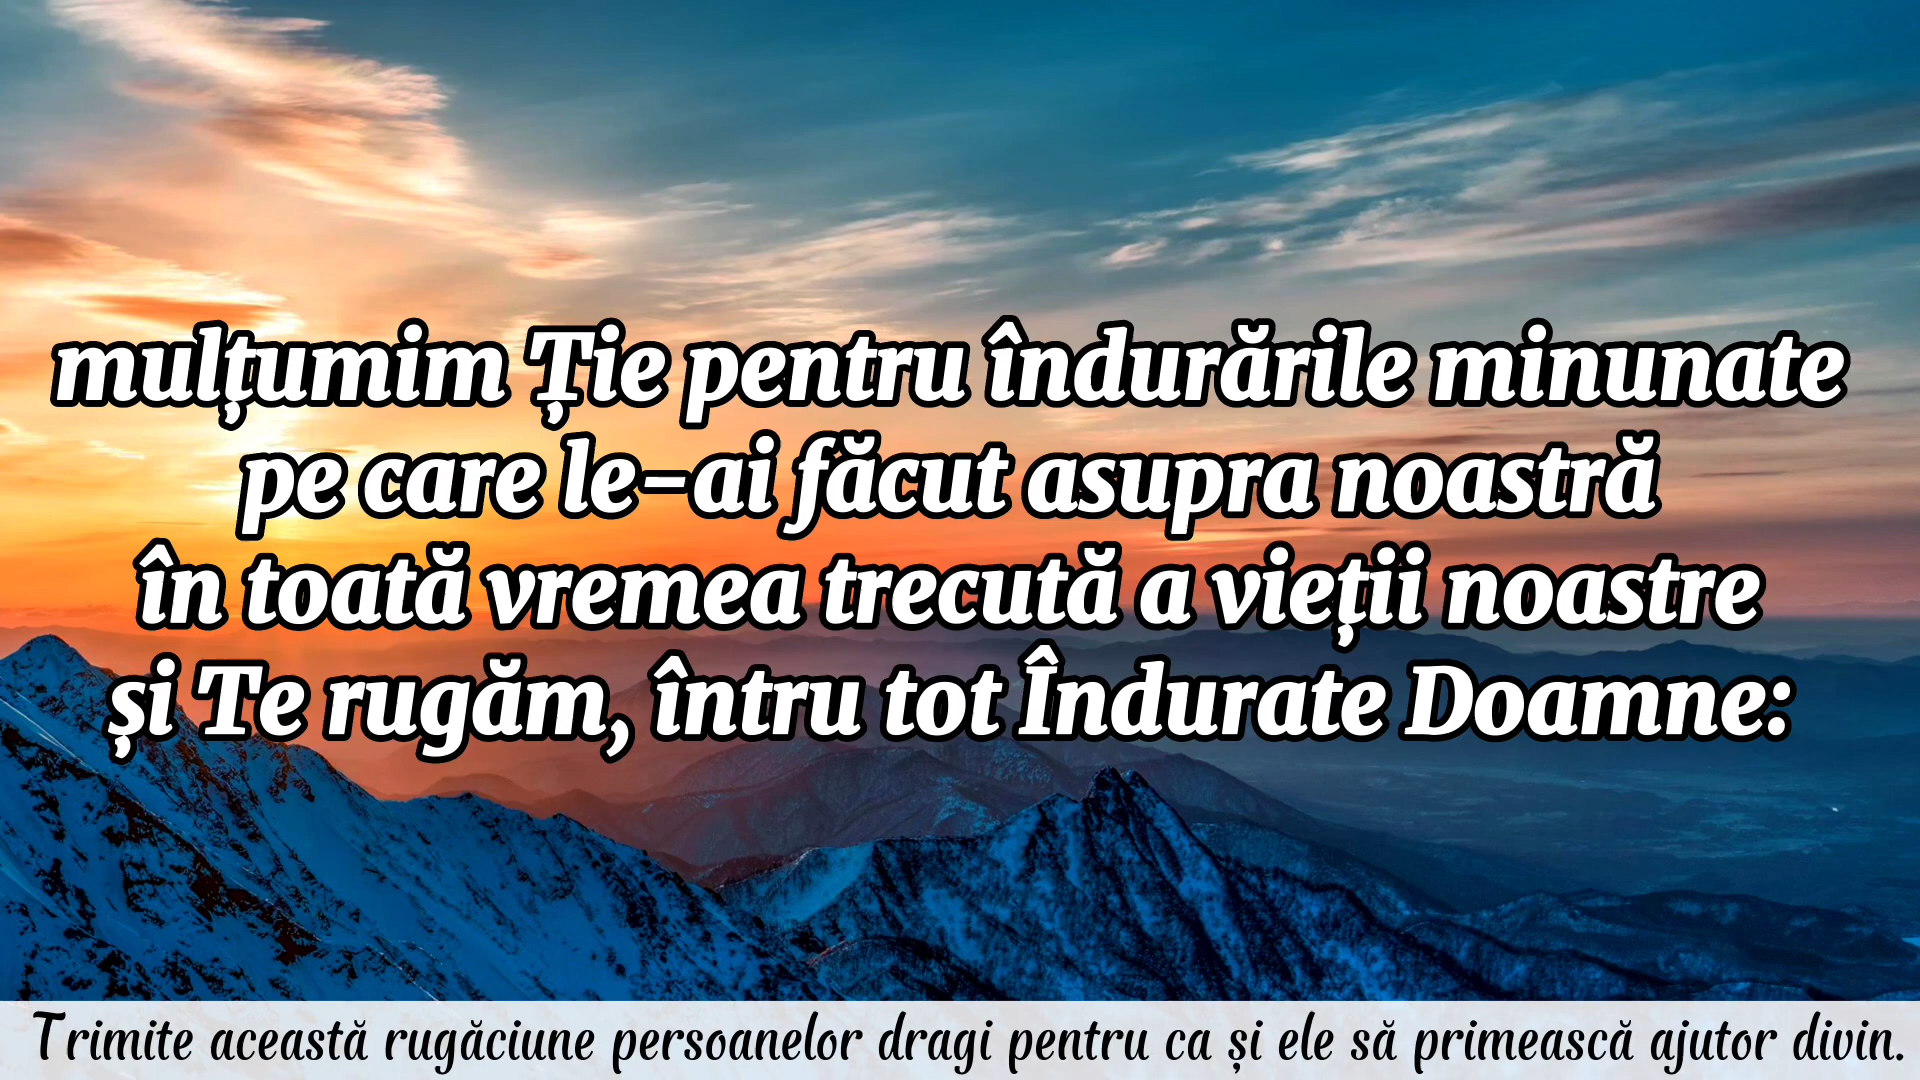 mulțumim Ție pentru îndurările minunate
pe care le-ai făcut asupra noastră
în toată vremea trecută a vieții noastre
și Te rugăm, întru tot Îndurate Doamne:
Trimite această rugăciune persoanelor dragi pentru ca și ele să primească ajutor divin.